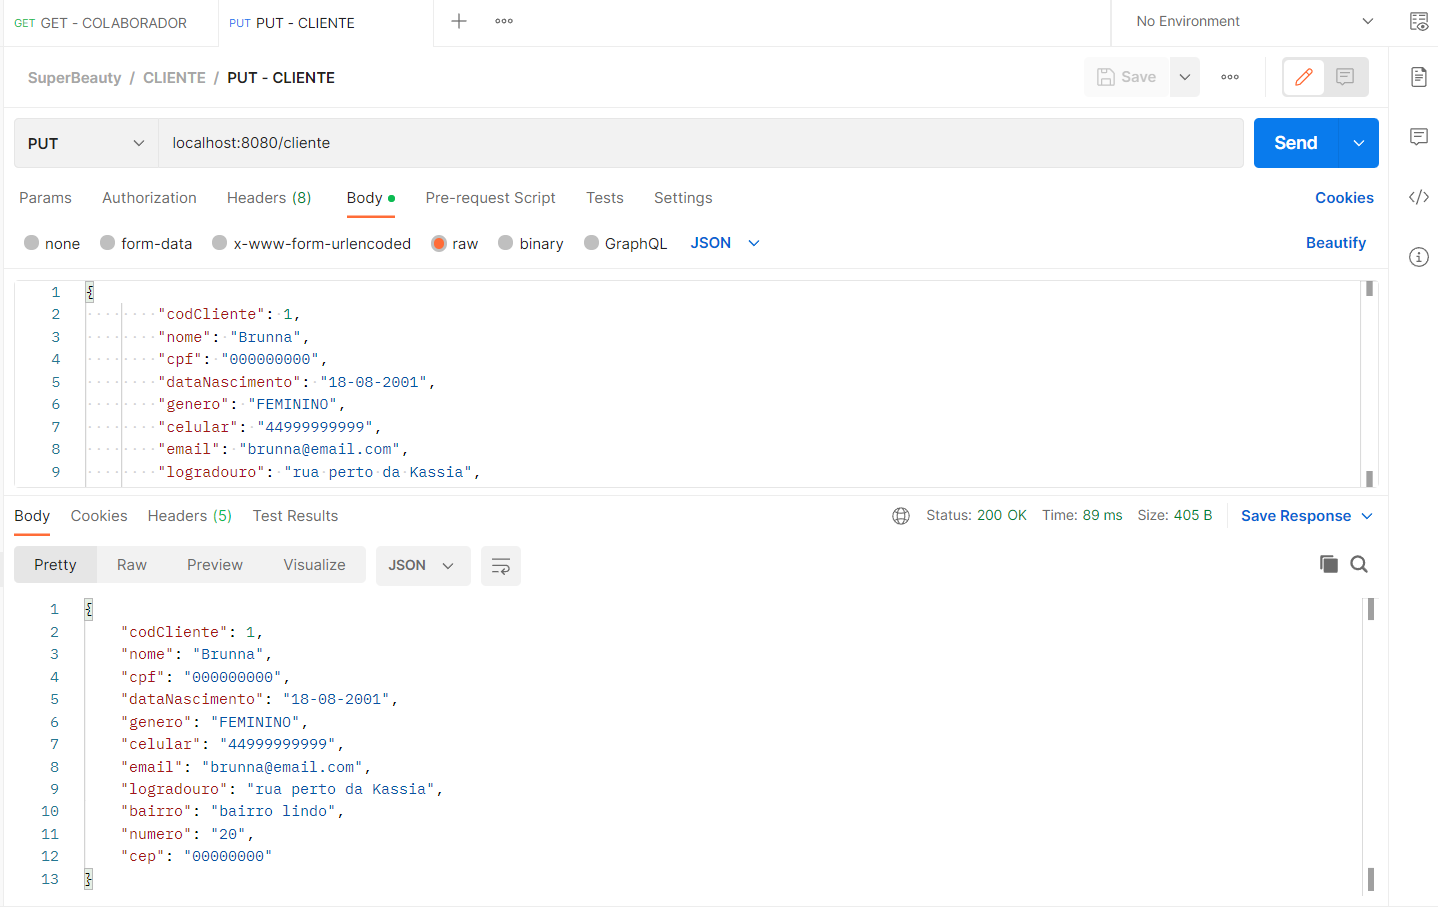 GET GET - COLABORADOR PUT PUT - CLIENTE No Environment
SuperBeauty / CLIENTE / PUT - CLIENTE Save
PUT localhost:8080/cliente Send
Params Authorization Headers (8) Body Pre-request Script Tests Settings Cookies
none form-data x-www-form-urlencoded raw binary GraphQL JSON Beautify
1 {
2 "codCliente": 1,
3 "nome": "Brunna",
4 "cpf": "000000000",
5 "dataNascimento": "18-08-2001",
6 "genero": "FEMININO",
7 "celular": "44999999999",
8 "email": "brunna@email.com",
9 "logradouro": "rua perto da Kassia",
Body Cookies Headers (5) Test Results Status: 200 OK Time: 89 ms Size: 405 B Save Response
Pretty Raw Preview Visualize JSON
1 {
2 "codCliente": 1,
3 "nome": "Brunna",
4 "cpf": "000000000",
5 "dataNascimento": "18-08-2001",
6 "genero": "FEMININO",
7 "celular": "44999999999",
8 "email": "brunna@email.com",
9 "logradouro": "rua perto da Kassia",
10 "bairro": "bairro lindo",
11 "numero": "20",
12 "cep": "00000000"
13 }